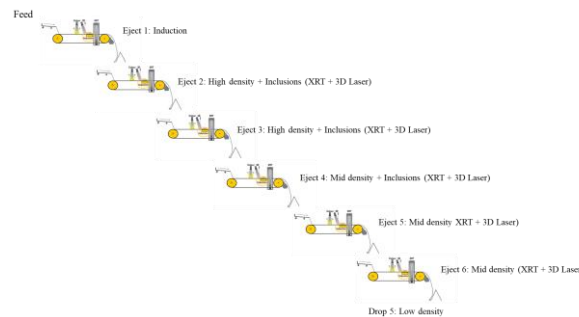 Feed
Eject 1: Induction
Eject 2: High density + Inclusions (XRT + 3D Laser)
Eject 3: High density + Inclusions (XRT + 3D Laser)
Eject 4: Mid density + Inclusions (XRT + 3D Laser)
Eject 5: Mid density XRT + 3D Laser)
Eject 6: Mid density (XRT + 3D Lase
Drop 5: Low density